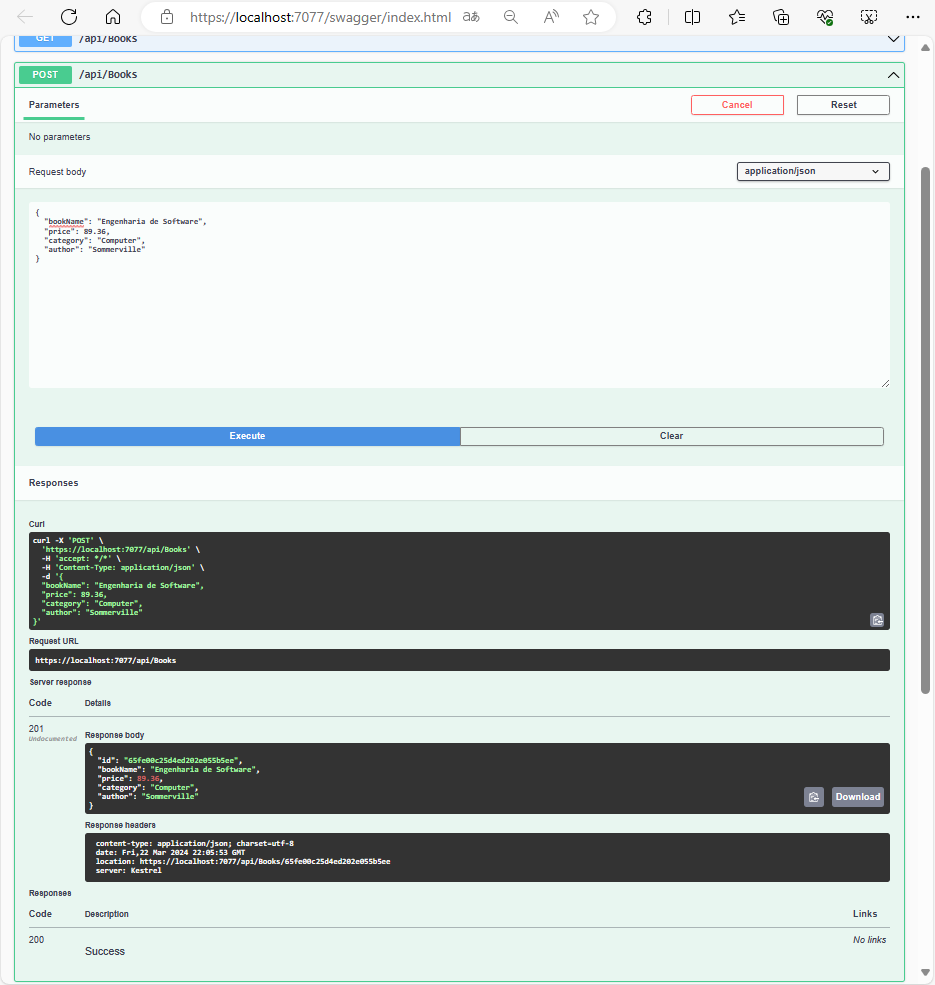 https://localhost:7077/swagger/index.html
GET /api/Books
POST /api/Books
Parameters
Cancel
Reset
No parameters
Request body
application/json
{
"bookName": "Engenharia de Software",
"price": 89.36,
"category": "Computer",
"author": "Sommerville"
}
Execute
Clear
Responses
Curl
curl -X 'POST' \
'https://localhost:7077/api/Books' \
-H 'accept: */*' \
-H 'Content-Type: application/json' \
-d '{
"bookName": "Engenharia de Software",
"price": 89.36,
"category": "Computer",
"author": "Sommerville"
}'
Request URL
https://localhost:7077/api/Books
Server response
Code Details
201
Undocumented
Response body
{
"id": "65fe00c25d4ed202e055b5ee",
"bookName": "Engenharia de Software",
"price": 89.36,
"category": "Computer",
"author": "Sommerville"
}
Download
Response headers
content-type: application/json; charset=utf-8
date: Fri,22 Mar 2024 22:05:53 GMT
location: https://localhost:7077/api/Books/65fe00c25d4ed202e055b5ee
server: Kestrel
Responses
Code Description Links
200 No links
Success